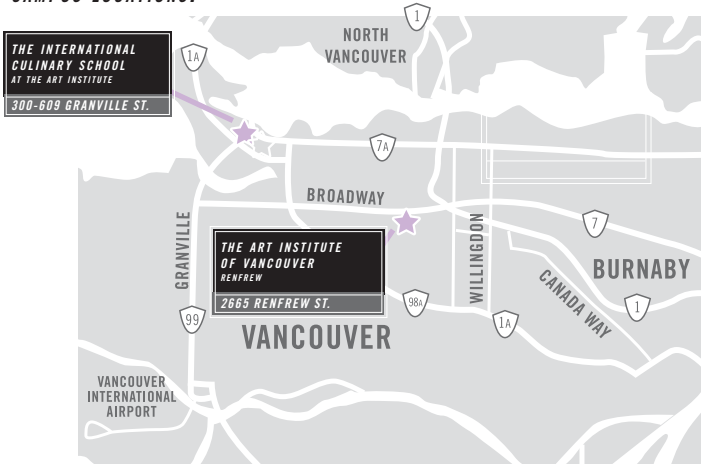 1
NORTH
VANCOUVER
THE INTERNATIONAL
CULINARY SCHOOL
AT THE ART INSTITUTE
300-609 GRANVILLE ST.
1A
7A
BROADWAY
GRANVILLE
THE ART INSTITUTE
OF VANCOUVER
RENFREW
2665 RENFREW ST.
WILLINGDON
7
BURNABY
CANADA WAY
1
98A
1A
99
VANCOUVER
VANCOUVER
INTERNATIONAL
AIRPORT